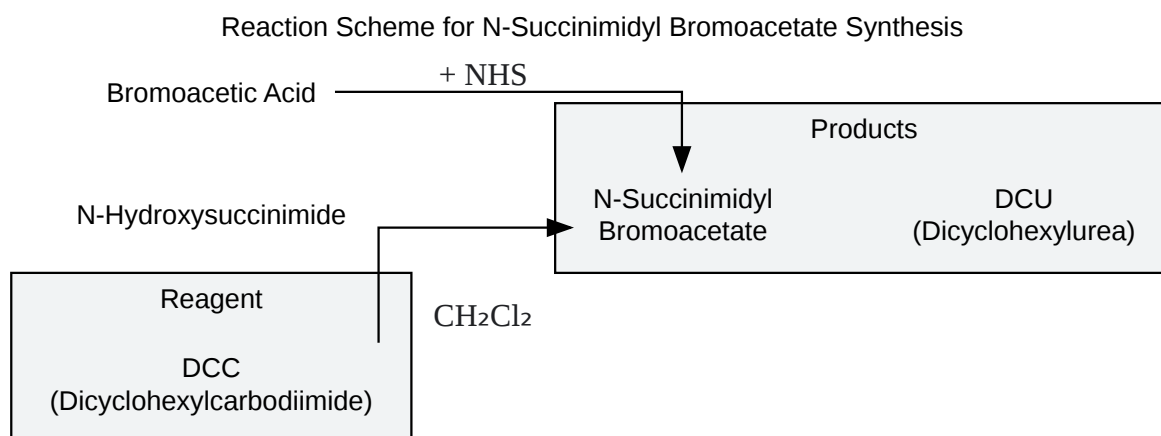 Reaction Scheme for N-Succinimidyl Bromoacetate Synthesis
+ NHS
Bromoacetic Acid
Products
N-Succinimidyl
Bromoacetate
DCU
(Dicyclohexylurea)
N-Hydroxysuccinimide
Reagent
CH₂Cl₂
DCC
(Dicyclohexylcarbodiimide)